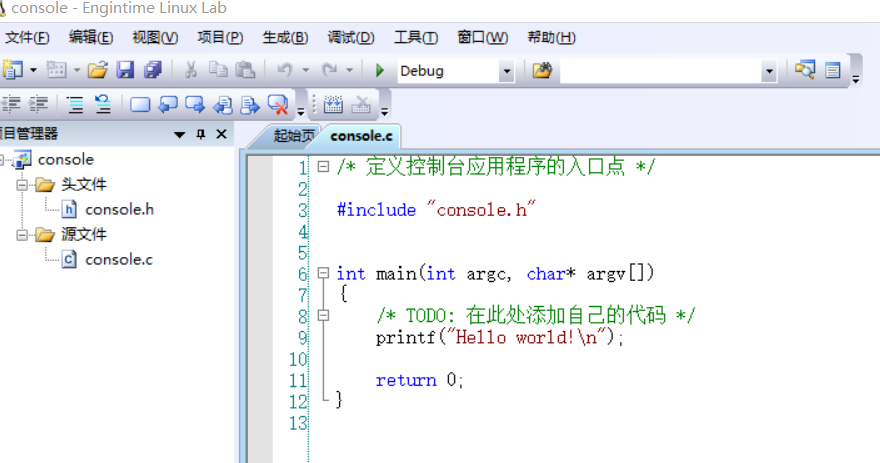 console - Engintime Linux Lab
文件(F) 编辑(E) 视图(V) 项目(P) 生成(B) 调试(D) 工具(T) 窗口(W) 帮助(H)
Debug
项目管理器
起始页 console.c
console
头文件
console.h
源文件
console.c
1 /* 定义控制台应用程序的入口点 */
2
3 #include "console.h"
4
5
6 int main(int argc, char* argv[])
7 {
8 /* TODO: 在此处添加自己的代码 */
9 printf("Hello world!\n");
10
11 return 0;
12 }
13